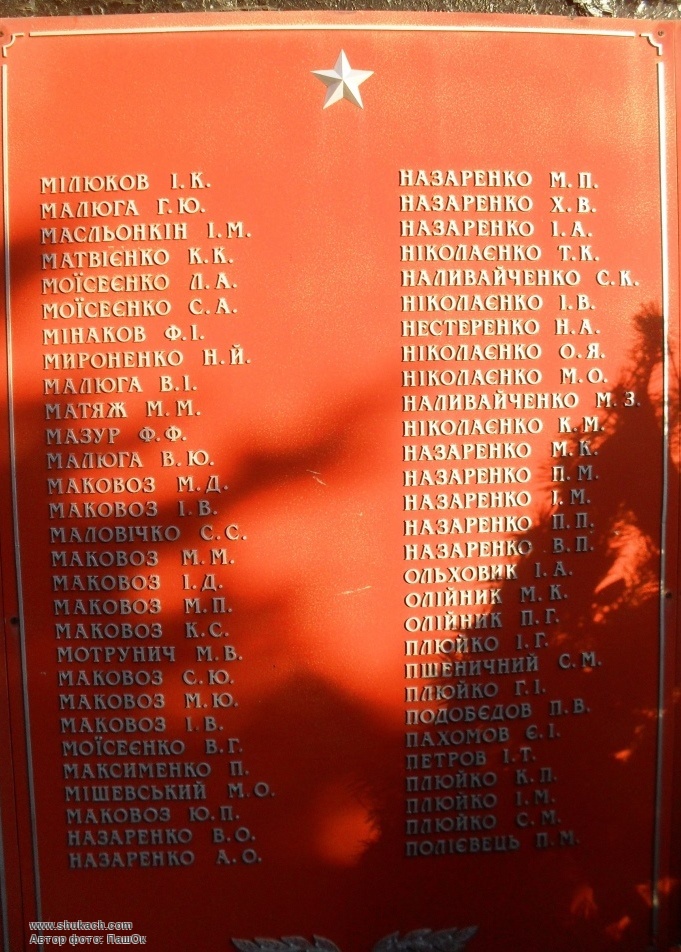 МІЛЮКОВ І.К.
МАЛЮГА Г.Ю.
МАСЛЬОНКІН І.М.
МАТВІЄНКО К.К.
МОЇСЕЄНКО Л.А.
МОЇСЕЄНКО С.А.
МІНАКОВ Ф.І.
МИРОНЕНКО Н.Й.
МАЛЮГА В.І.
МАТЯЖ М.М.
МАЗУР Ф.Ф.
МАЛЮГА В.Ю.
МАКОВОЗ М.Д.
МАКОВОЗ І.В.
МАЛОВІЧКО С.С.
МАКОВОЗ М.М.
МАКОВОЗ І.Д.
МАКОВОЗ М.П.
МАКОВОЗ К.С.
МОТРУНИЧ М.В.
МАКОВОЗ С.Ю.
МАКОВОЗ М.Ю.
МАКОВОЗ І.В.
МОЇСЕЄНКО В.Г.
МАКСИМЕНКО П.
МІШЕВСЬКИЙ М.О.
МАКОВОЗ Ю.П.
НАЗАРЕНКО В.О.
НАЗАРЕНКО А.О.
НАЗАРЕНКО М.П.
НАЗАРЕНКО Х.В.
НАЗАРЕНКО І.А.
НІКОЛАЄНКО Т.К.
НАЛИВАЙЧЕНКО С.К.
НІКОЛАЄНКО І.В.
НЕСТЕРЕНКО Н.А.
НІКОЛАЄНКО О.Я.
НІКОЛАЄНКО М.О.
НАЛИВАЙЧЕНКО М.З.
НІКОЛАЄНКО К.М.
НАЗАРЕНКО М.К.
НАЗАРЕНКО П.М.
НАЗАРЕНКО І.М.
НАЗАРЕНКО П.П.
НАЗАРЕНКО В.П.
ОЛЬХОВИК І.А.
ОЛІЙНИК М.К.
ОЛІЙНИК П.Г.
ПЛЮЙКО І.Г.
ПШЕНИЧНИЙ С.М.
ПЛЮЙКО Г.І.
ПОДОБЄДОВ П.В.
ПАХОМОВ Є.І.
ПЕТРОВ І.Т.
ПЛЮЙКО К.П.
ПЛЮЙКО І.М.
ПЛЮЙКО С.М.
ПОЛІЄВЕЦЬ П.М.
www.shukach.com
Автор фото: ПашОк